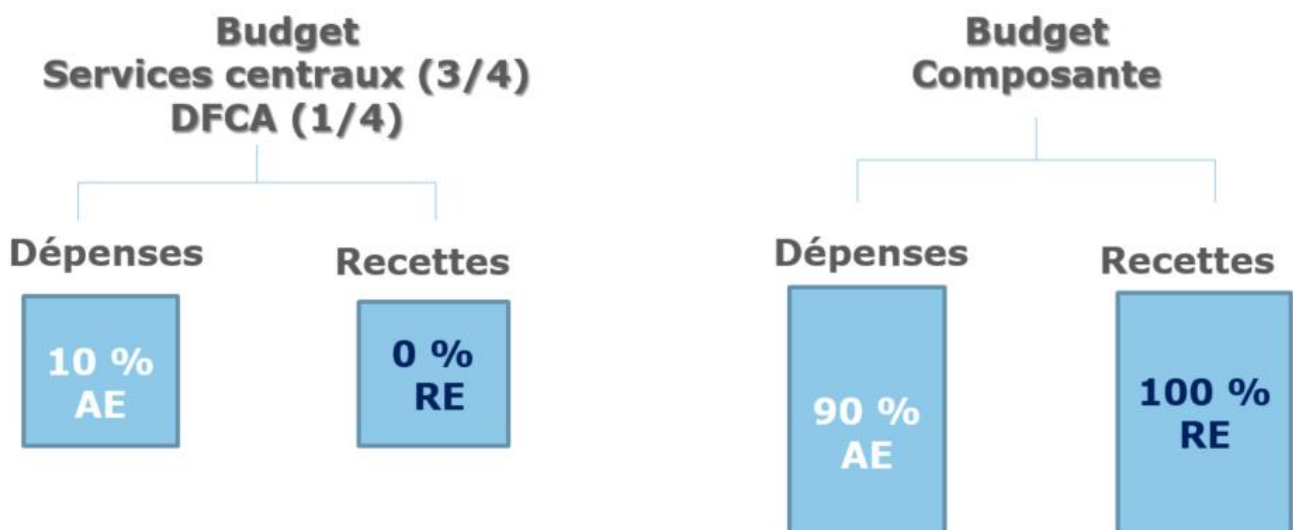 Budget
Services centraux (3/4)
DFCA (1/4)
Dépenses
Recettes
10 %
AE
0 %
RE
Budget
Composante
Dépenses
Recettes
90 %
AE
100 %
RE